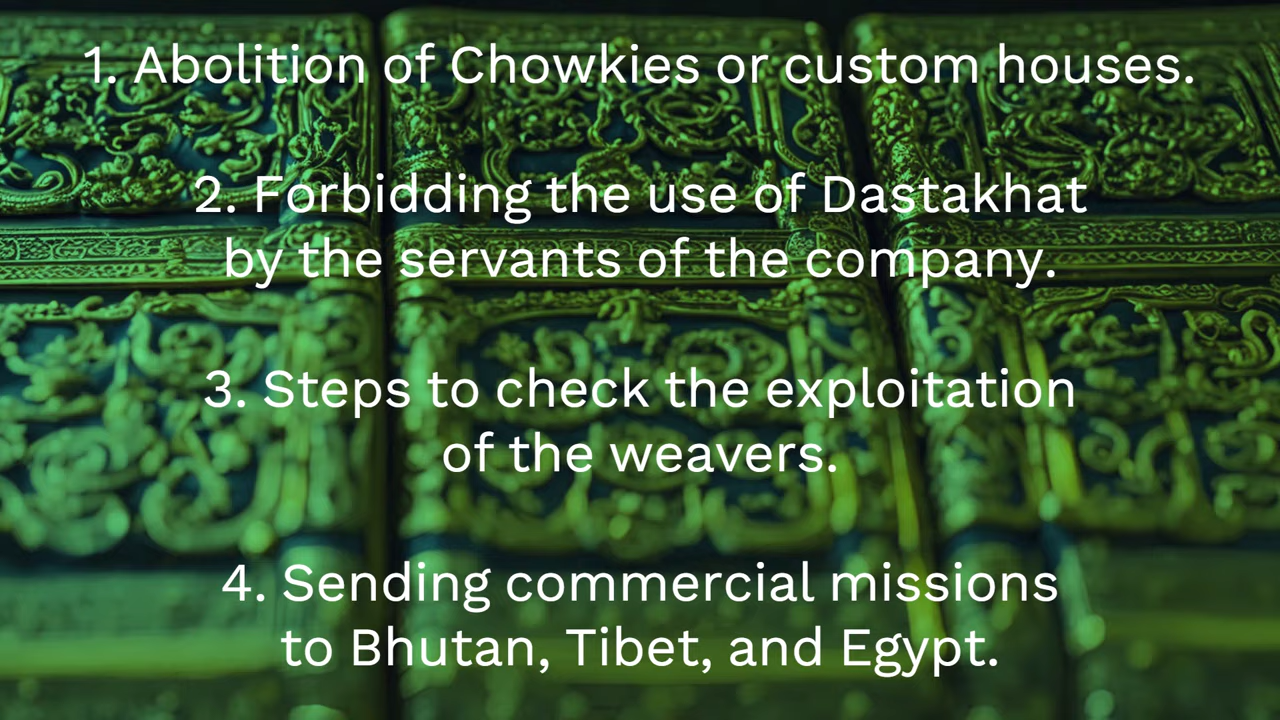 1. Abolition of Chowkies or custom houses.
2. Forbidding the use of Dastakhat
by the servants of the company.
3. Steps to check the exploitation
of the weavers.
4. Sending commercial missions
to Bhutan, Tibet, and Egypt.